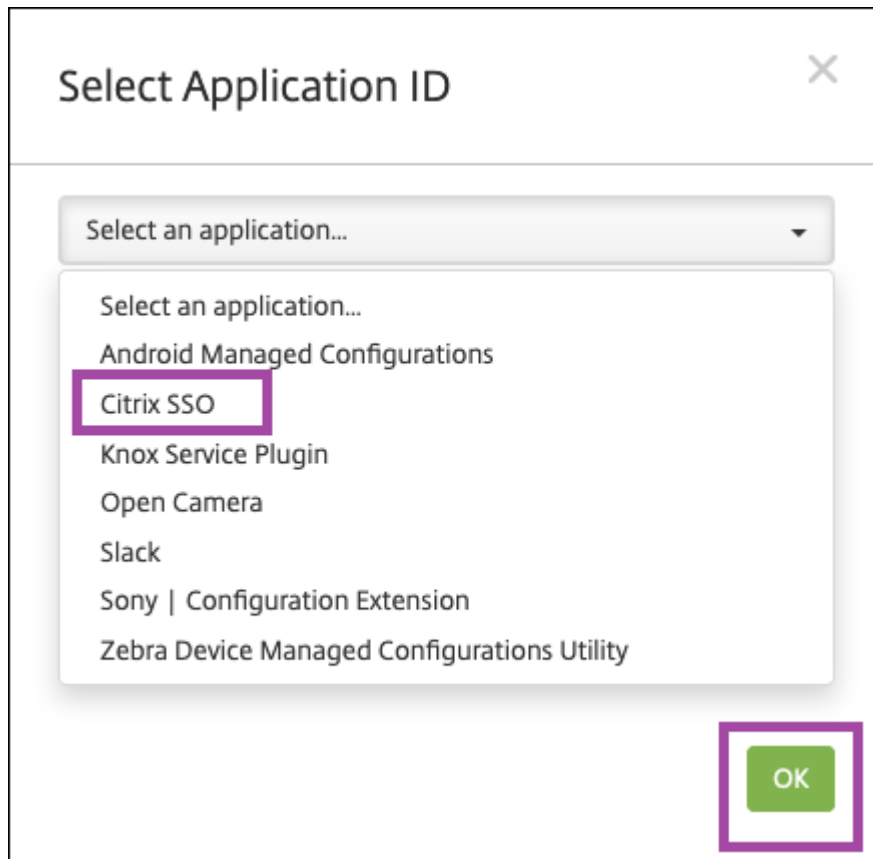 Select Application ID
Select an application...
Select an application...
Android Managed Configurations
Citrix SSO
Knox Service Plugin
Open Camera
Slack
Sony | Configuration Extension
Zebra Device Managed Configurations Utility
OK